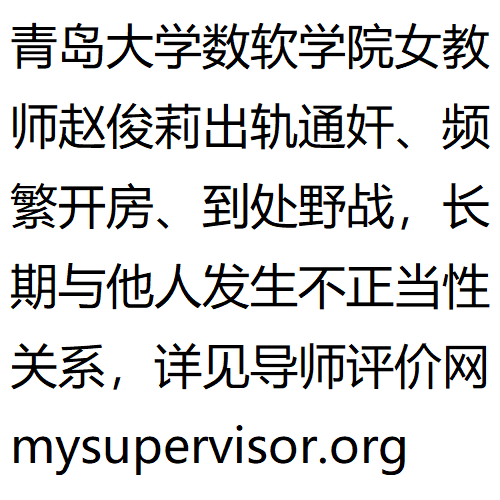 青岛大学数软学院女教
师赵俊莉出轨通奸、频
繁开房、到处野战，长
期与他人发生不正当性
关系，详见导师评价网
mysupervisor.org